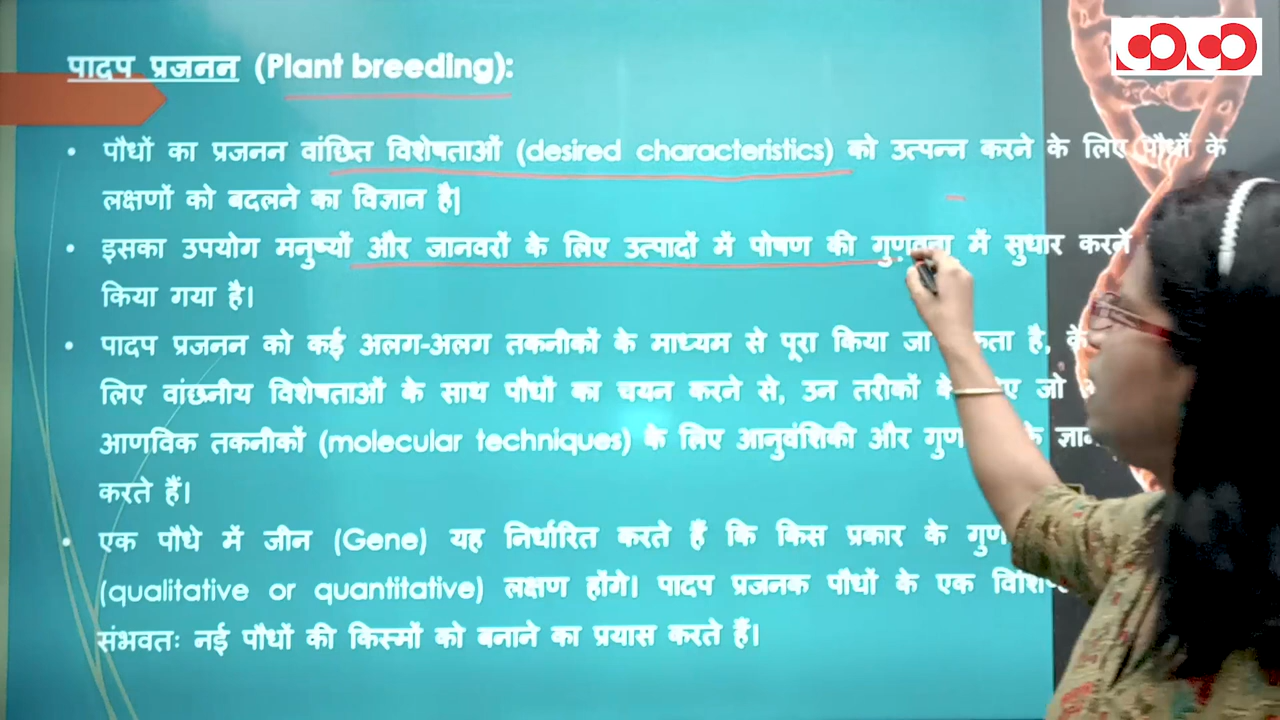 पादप प्रजनन (Plant breeding):
• पौधों का प्रजनन वांछित विशेषताओं (desired characteristics) को उत्पन्न करने के लिए पौधों के
लक्षणों को बदलने का विज्ञान है|
• इसका उपयोग मनुष्यों और जानवरों के लिए उत्पादों में पोषण की गुणवत्ता में सुधार करने
किया गया है।
• पादप प्रजनन को कई अलग-अलग तकनीकों के माध्यम से पूरा किया जा है,
लिए वांछनीय विशेषताओं के साथ पौधों का चयन करने से, उन तरीकों जो
आणविक तकनीकों (molecular techniques) के लिए आनुवंशिकी और
करते हैं।
• एक पौधे में जीन (Gene) यह निर्धारित करते हैं कि किस प्रकार के
(qualitative or quantitative) लक्षण होंगे। पादप प्रजनक पौधों के एक
संभवतः नई पौधों की किस्मों को बनाने का प्रयास करते हैं।